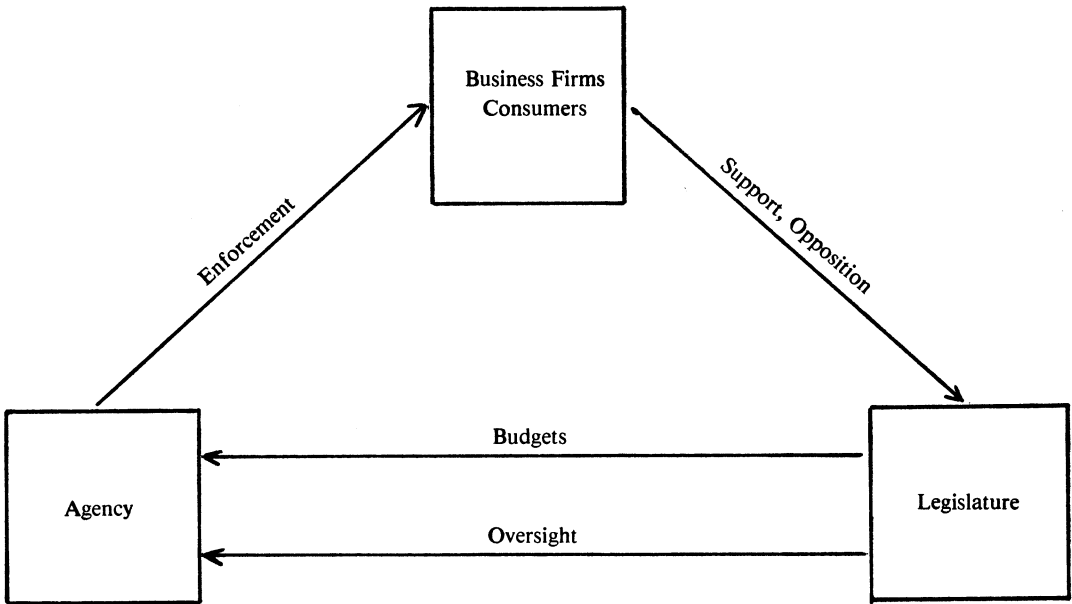 Business Firms
Consumers
Enforcement
Support, Opposition
Budgets
Agency
Legislature
Oversight